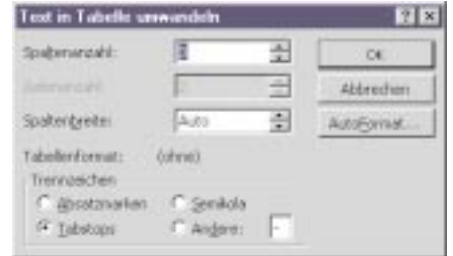 Text in Tabelle umwandeln
Spaltenanzahl:
OK
Zeilenanzahl:
Abbrechen
Spaltenbreite: Auto
AutoFormat...
Tabellenformat: (ohne)
Trennzeichen
Absatzmarken Semikola
Tabstops Andere: -